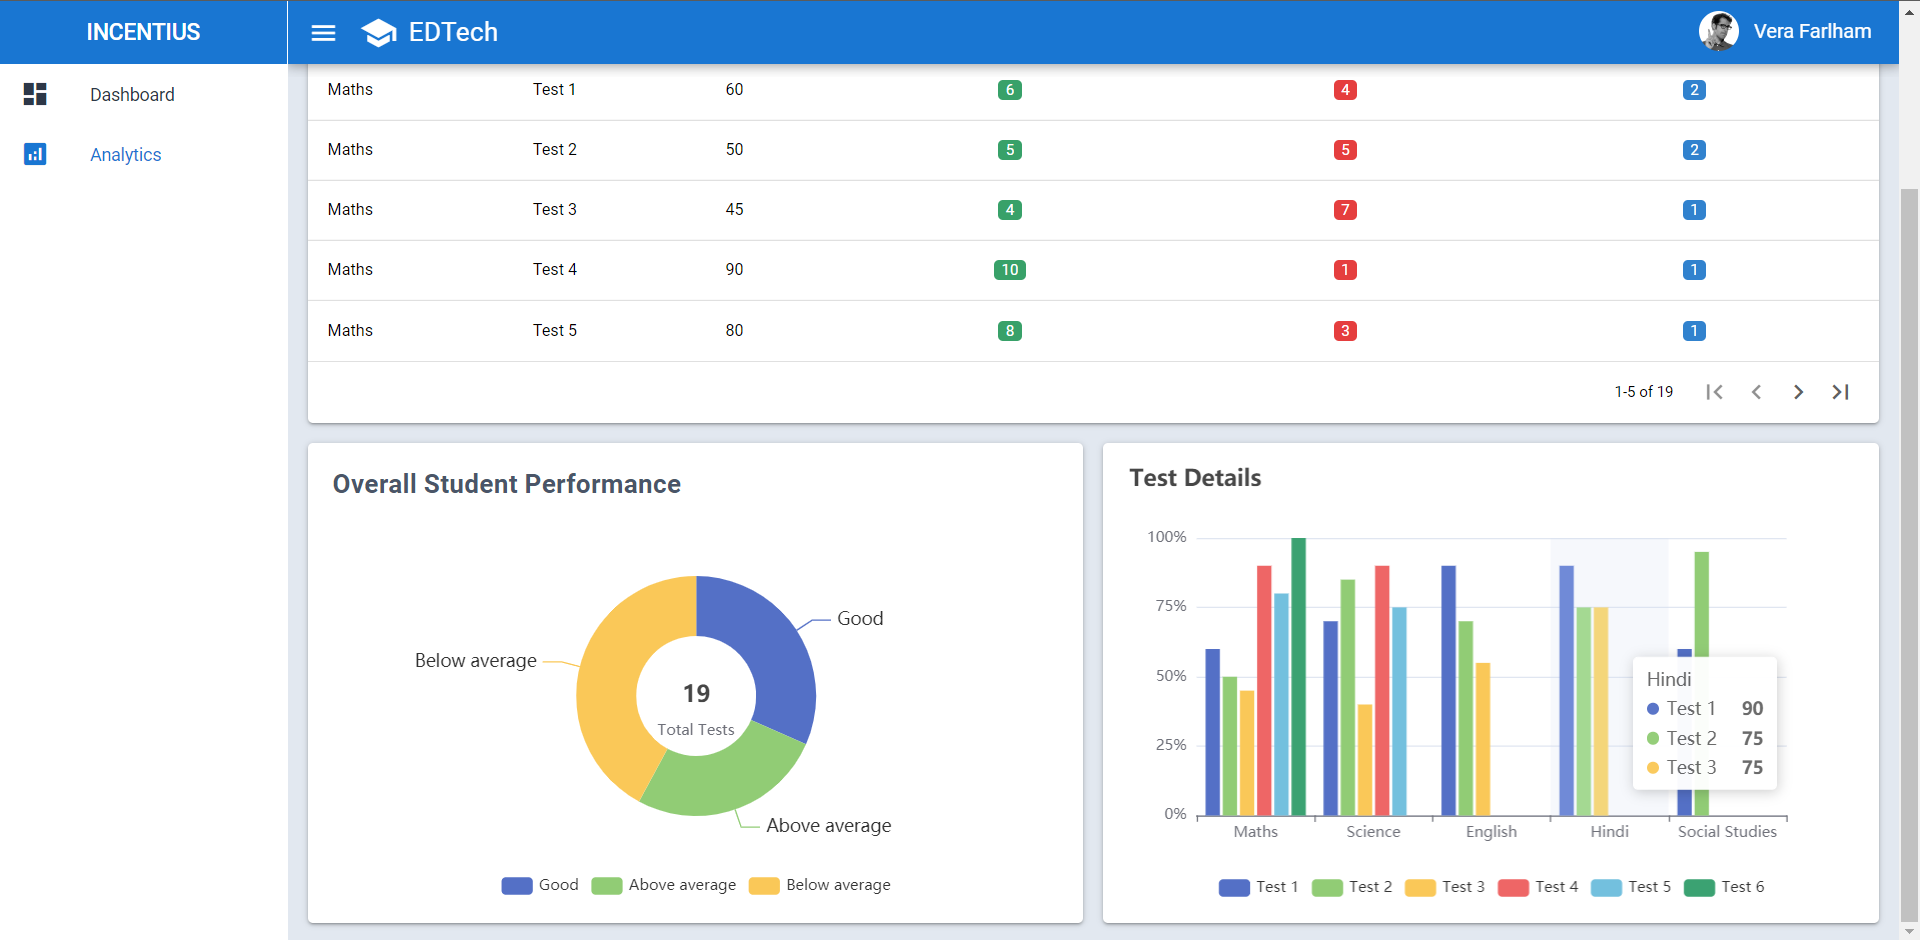 INCENTIUS
EDTech
Vera Farlham
Dashboard
Analytics
Maths Test 1 60 6 4 2
Maths Test 2 50 5 5 2
Maths Test 3 45 4 7 1
Maths Test 4 90 10 1 1
Maths Test 5 80 8 3 1
1-5 of 19
Overall Student Performance
Good
Below average
19
Total Tests
Above average
Good Above average Below average
Test Details
100%
75%
50%
25%
0%
Maths Science English Hindi Social Studies
Hindi
Test 1 90
Test 2 75
Test 3 75
Test 1 Test 2 Test 3 Test 4 Test 5 Test 6